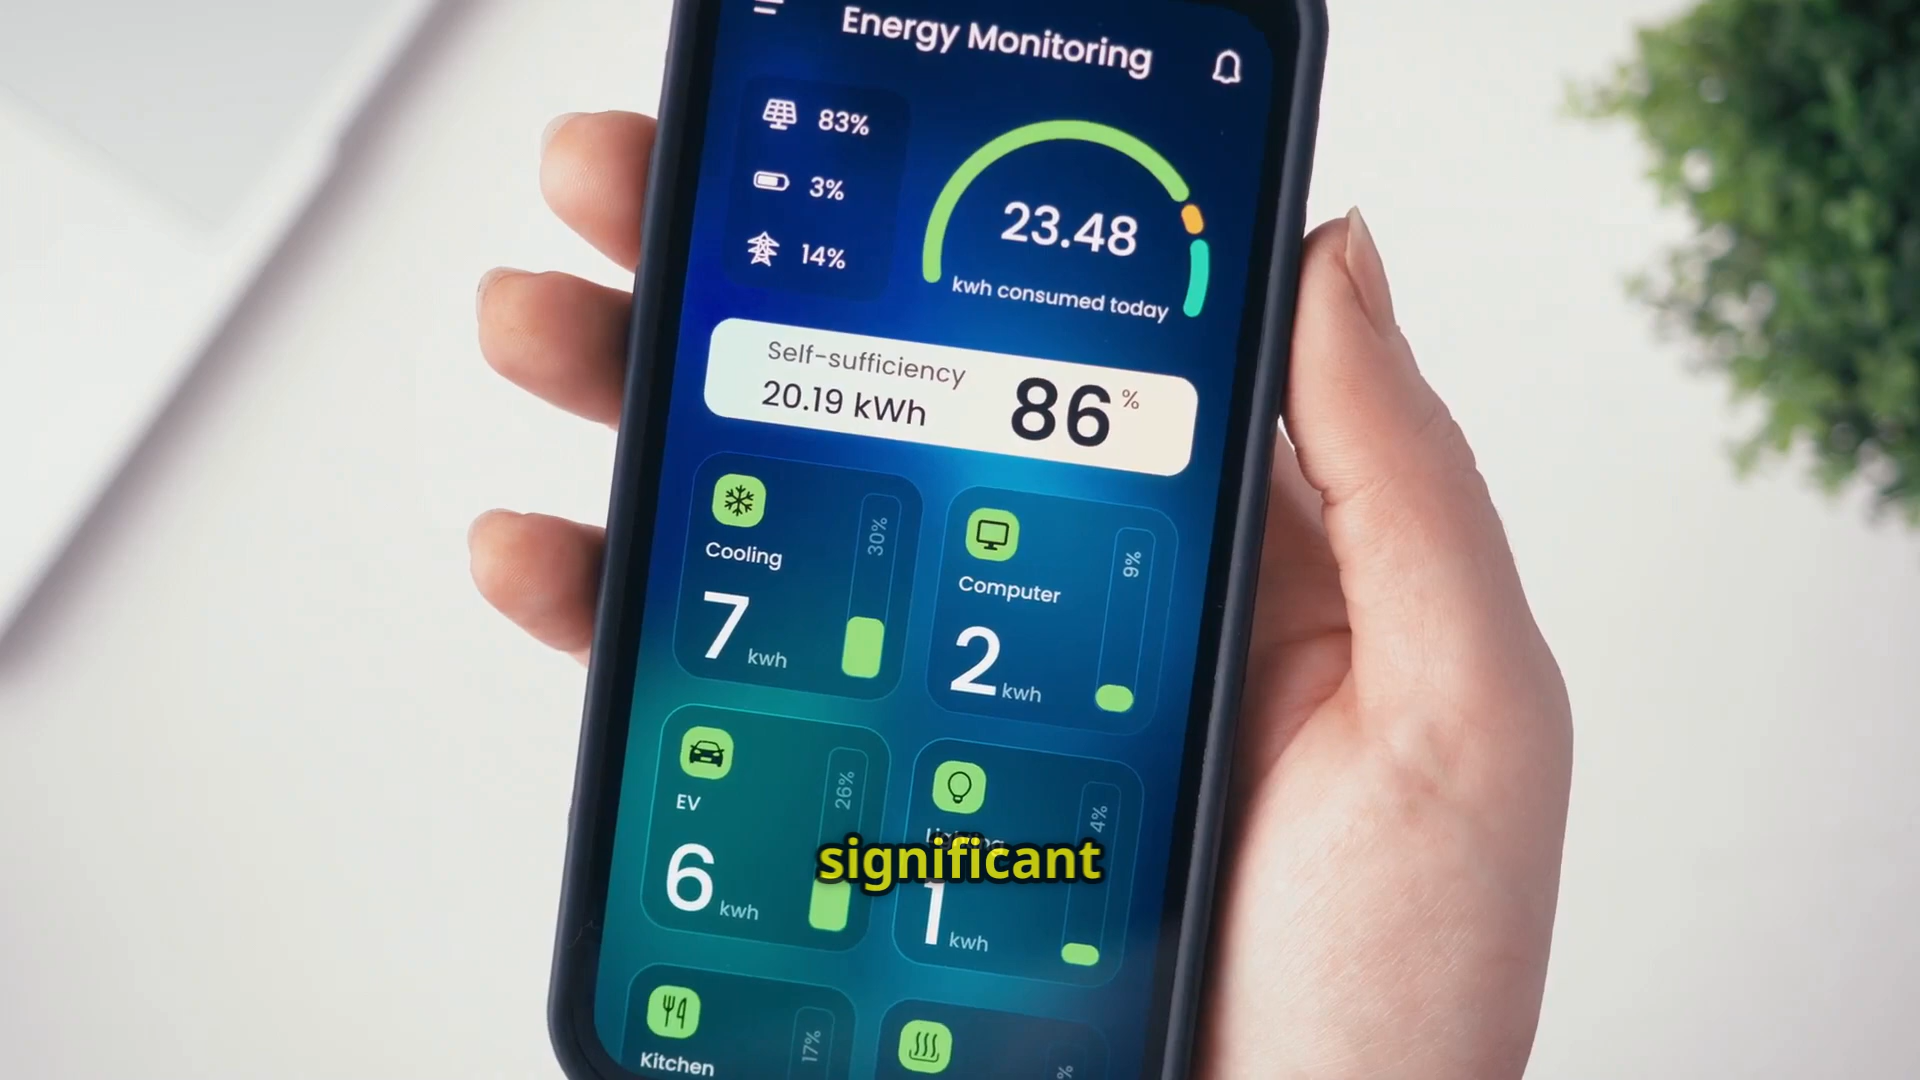 Energy Monitoring
83%
3%
14%
23.48
kwh consumed today
Self-sufficiency
20.19 kWh
86%
Cooling
30%
7 kwh
Computer
9%
2 kwh
EV
26%
6 kwh
Lighting
4%
1 kwh
significant
Kitchen
17%
%